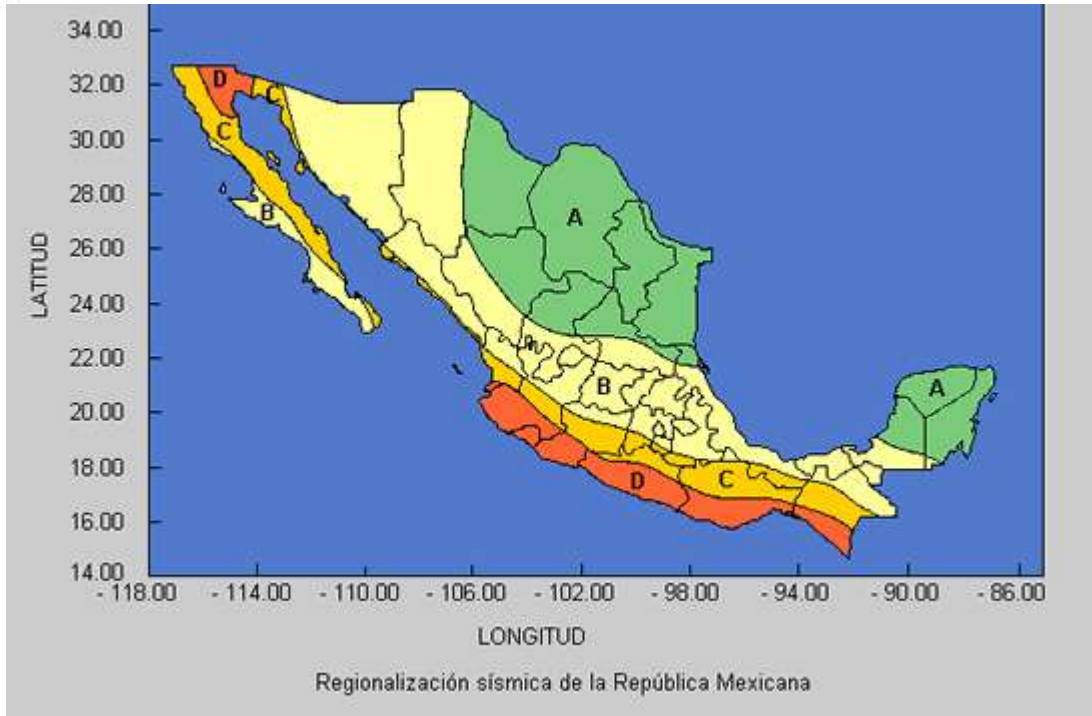 34.00
32.00
30.00
28.00
26.00
24.00
22.00
20.00
18.00
16.00
14.00
LATITUD
D
C
C
B
A
B
A
C
D
- 118.00 - 114.00 - 110.00 - 106.00 - 102.00 - 98.00 - 94.00 - 90.00 - 86.00
LONGITUD
Regionalización sísmica de la República Mexicana